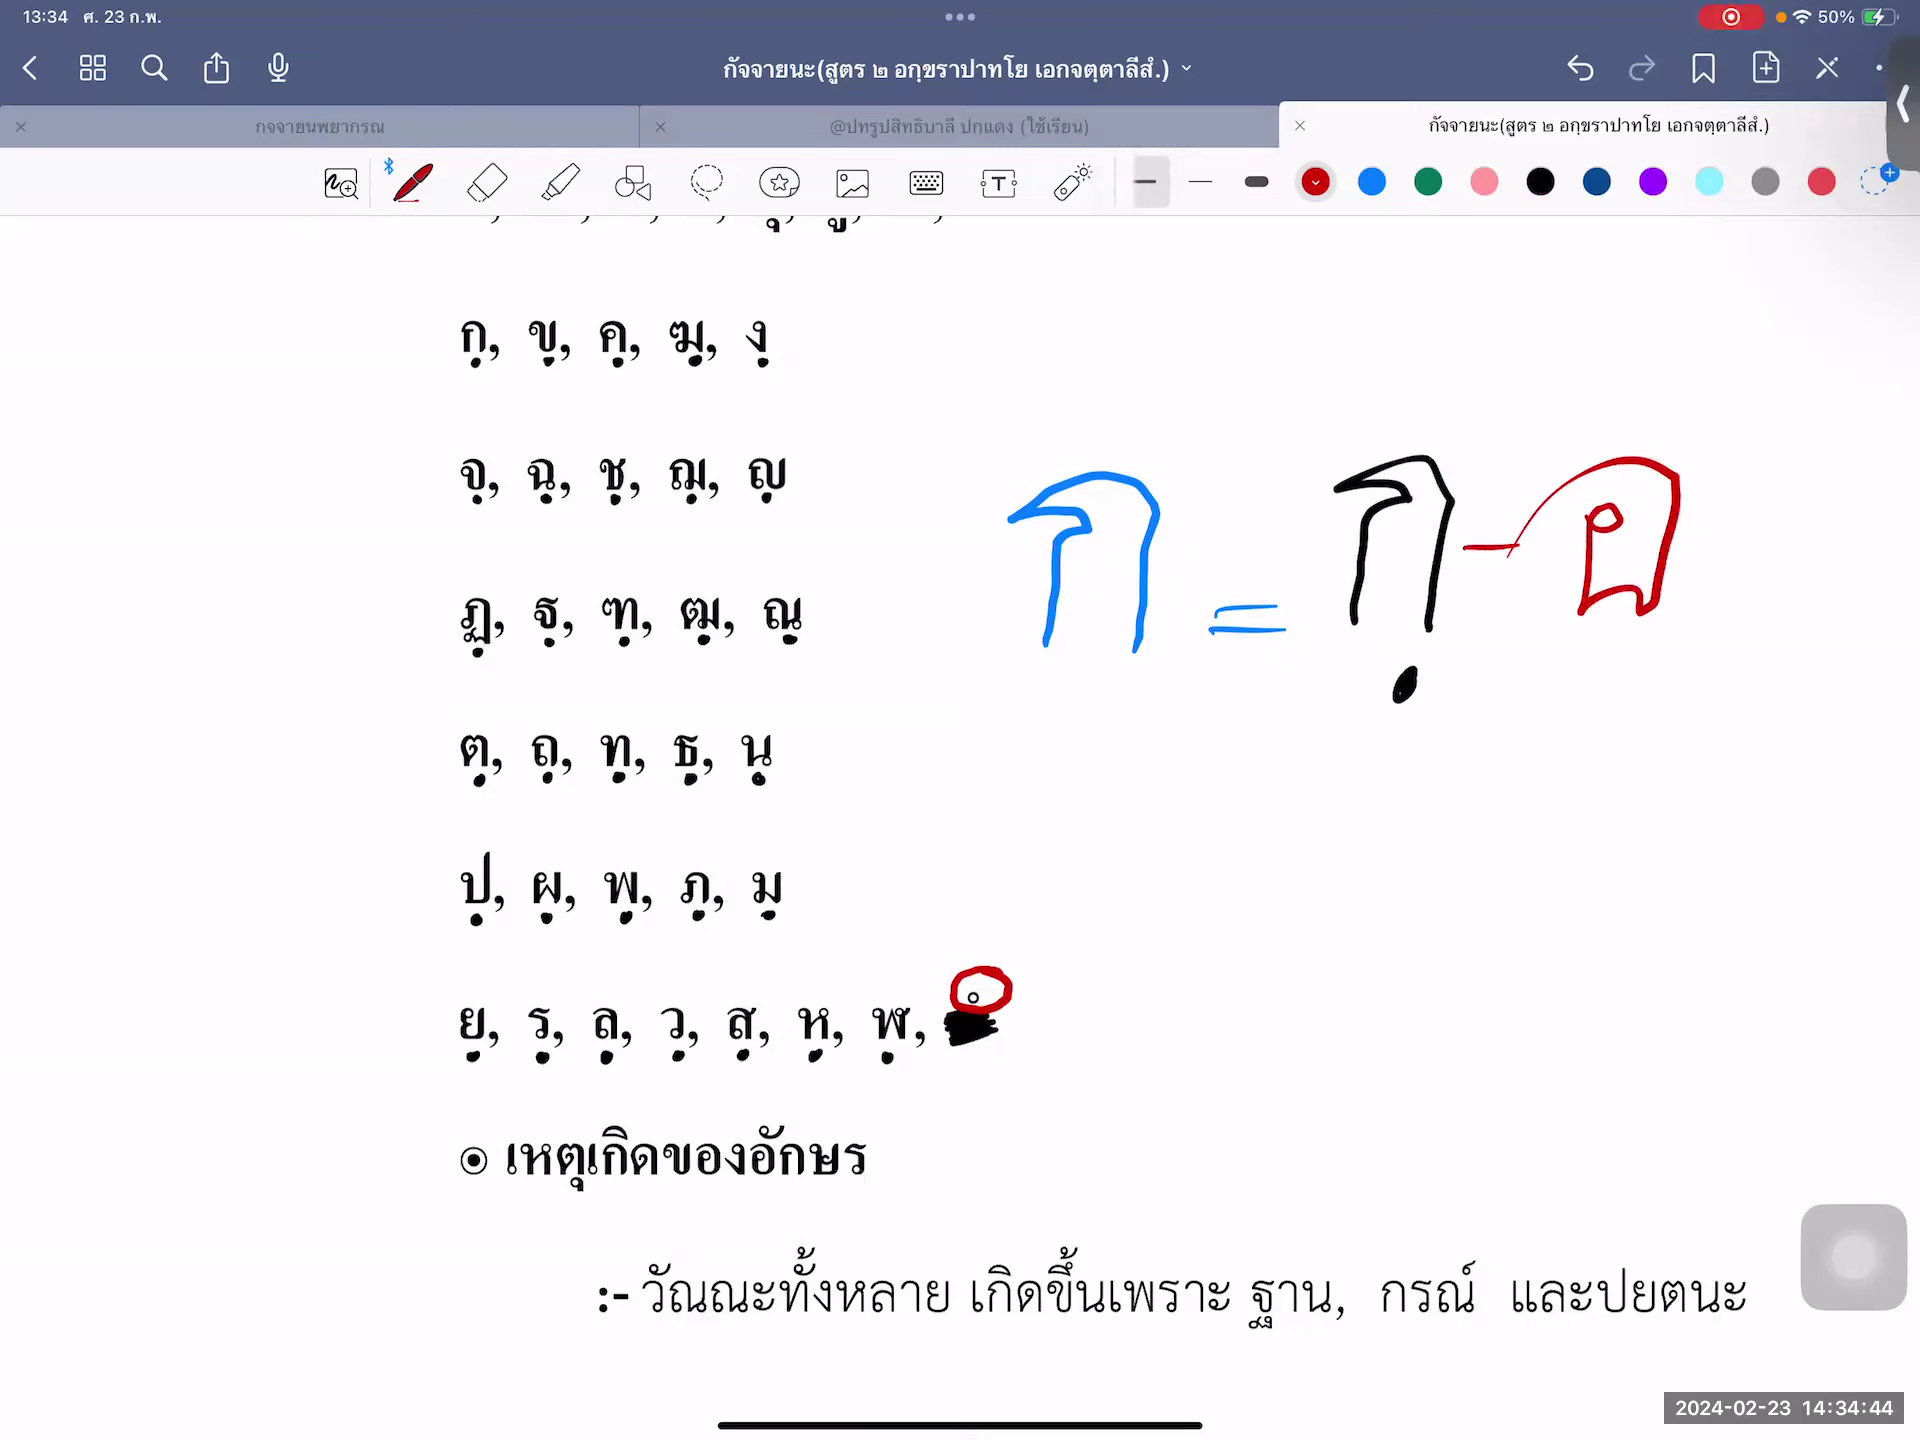 13:34 ศ. 23 ก.พ.
50%
กัจจายนะ(สูตร ๒ อกฺขราปาทโย เอกจตฺตาลีสํ.)
กจจายนพยากรณ
@ปทรูปสิทธิบาลี ปกแดง (ใช้เรียน)
กัจจายนะ(สูตร ๒ อกฺขราปาทโย เอกจตฺตาลีสํ.)
กฺ, ขฺ, คฺ, ฆฺ, งฺ
จฺ, ฉฺ, ชฺ, ฌฺ, ญฺ
ฏฺ, ฐฺ, ฑฺ, ฒฺ, ณฺ
ก = กฺ - อ
ตฺ, ถฺ, ทฺ, ธฺ, นฺ
ปฺ, ผฺ, พฺ, ภฺ, มฺ
ยฺ, รฺ, ลฺ, วฺ, สฺ, หฺ, ฬฺ, ํ
เหตุเกิดของอักษร
:- วัณณะทั้งหลาย เกิดขึ้นเพราะ ฐาน, กรณ์ และปยตนะ
2024-02-23 14:34:44